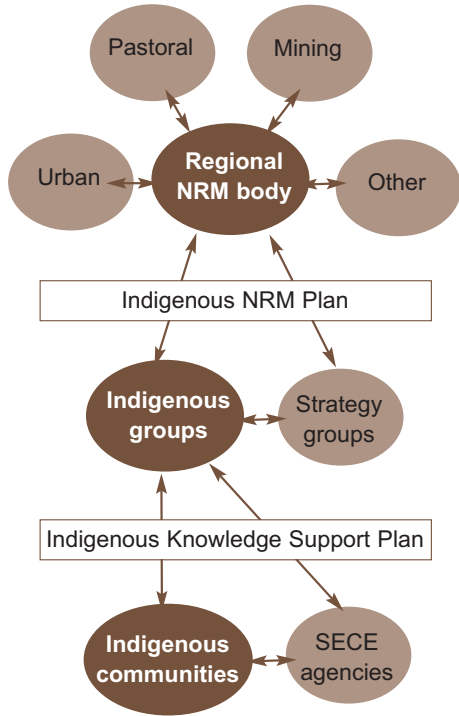 Pastoral
Mining
Regional
NRM body
Urban
Other
Indigenous NRM Plan
Indigenous
groups
Strategy
groups
Indigenous Knowledge Support Plan
Indigenous
communities
SECE
agencies